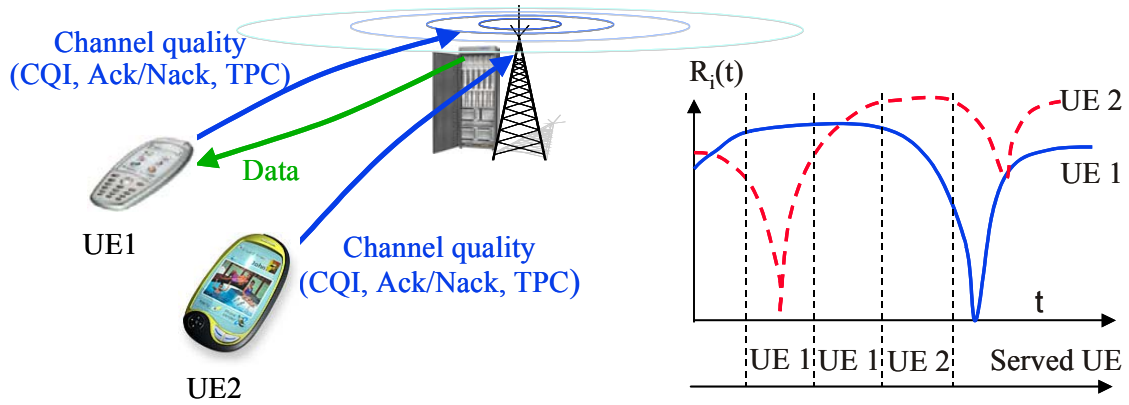 Channel quality
(CQI, Ack/Nack, TPC)
Data
UE1
Channel quality
(CQI, Ack/Nack, TPC)
UE2
Ri(t)
UE 2
UE 1
t
UE 1 UE 1 UE 2 Served UE